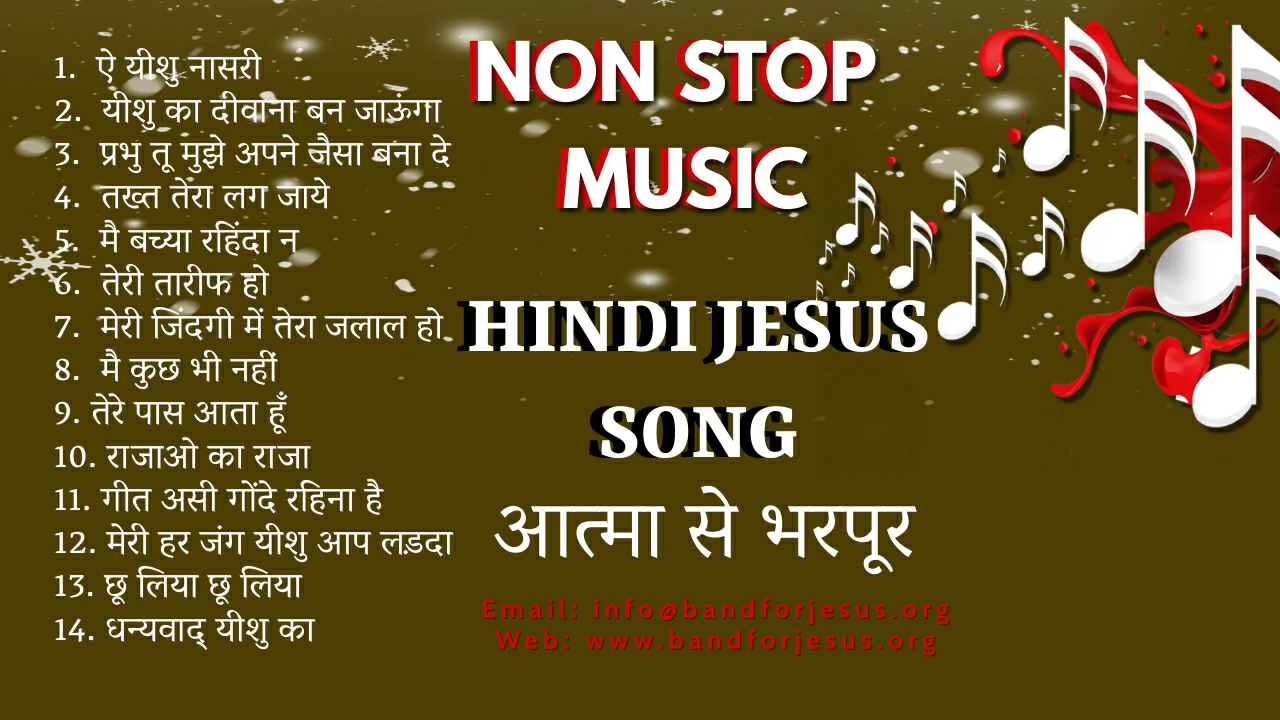 1. ऐ यीशु नासरी
2. यीशु का दीवाना बन जाऊंगा
3. प्रभु तू मुझे अपने जैसा बना दे
4. तख्त तेरा लग जाये
5. मै बच्या रहिंदा न
6. तेरी तारीफ हो
7. मेरी जिंदगी में तेरा जलाल हो.
8. मै कुछ भी नहीं
9. तेरे पास आता हूँ
10. राजाओ का राजा
11. गीत असी गोंदे रहिना है
12. मेरी हर जंग यीशु आप लड़दा
13. छू लिया छू लिया
14. धन्यवाद् यीशु का
NON STOP
MUSIC
HINDI JESUS
SONG
आत्मा से भरपूर
Email: info@bandforjesus.org
Web: www.bandforjesus.org